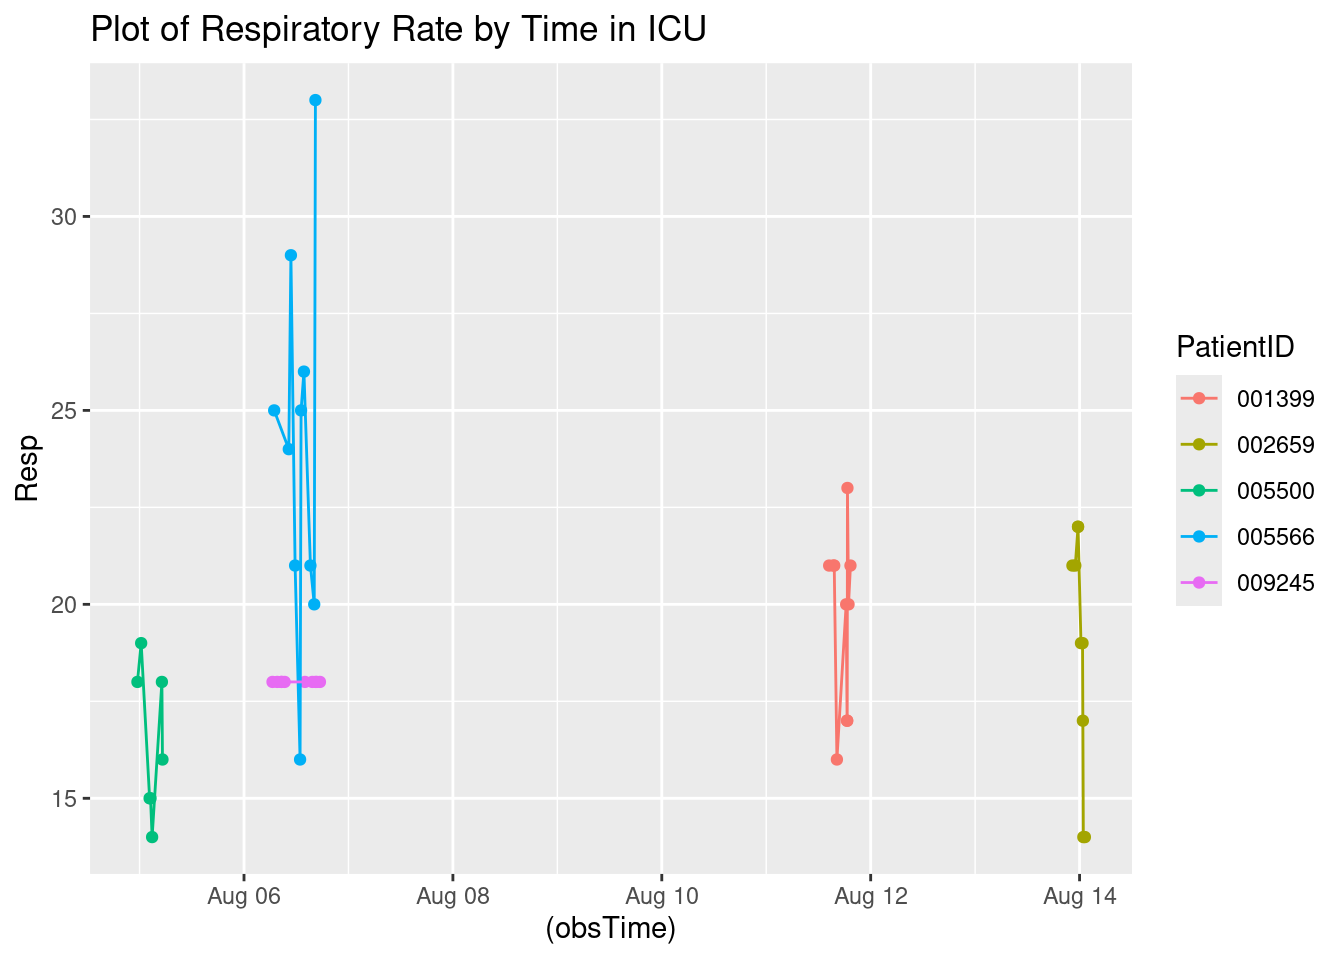 Plot of Respiratory Rate by Time in ICU
30
25
20
15
Resp
Aug 06 Aug 08 Aug 10 Aug 12 Aug 14
(obsTime)
PatientID
001399
002659
005500
005566
009245